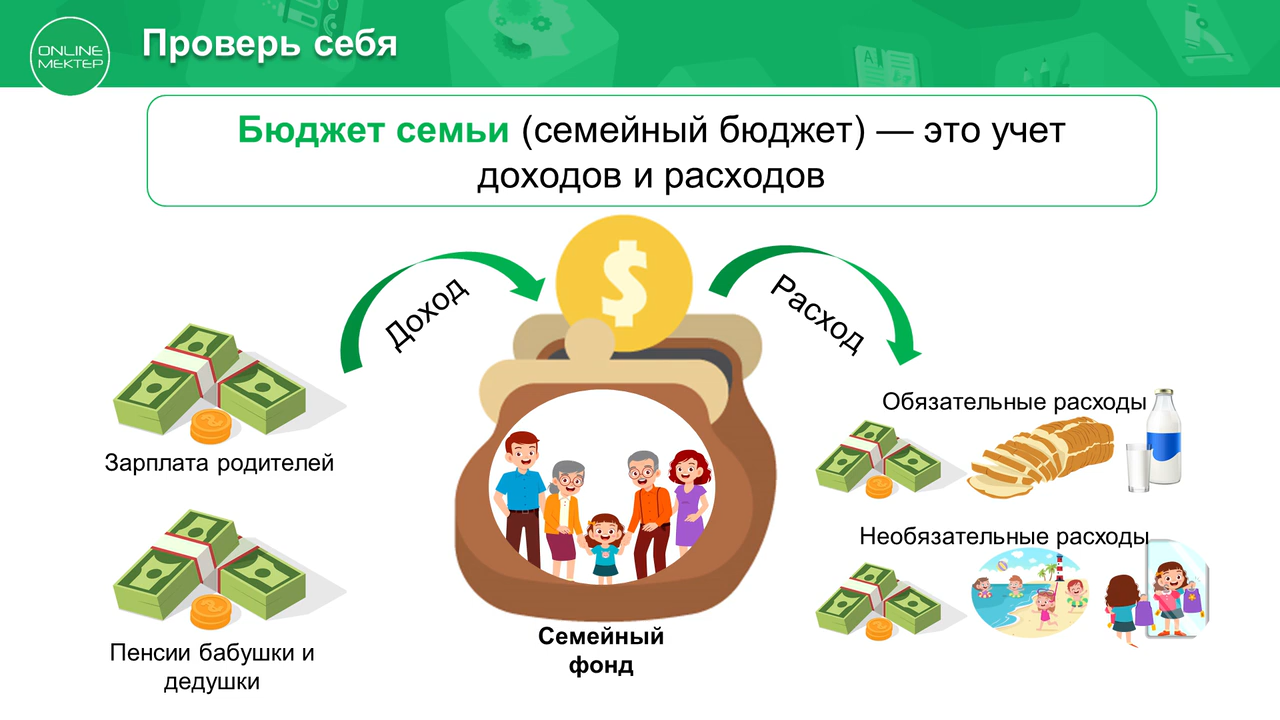 ONLINE
МЕКТЕР
Проверь себя
Бюджет семьи (семейный бюджет) — это учет
доходов и расходов
$
Доход
Расход
Зарплата родителей
Пенсии бабушки и
дедушки
Семейный
фонд
Обязательные расходы
Необязательные расходы